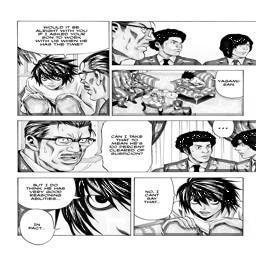 WOULD IT BE
ALRIGHT WITH YOU
IF I ASKED YOUR
SON TO WORK
WITH US WHEN HE
HAS THE TIME?
YAGAMI-
SAN.
CAN I TAKE
THAT TO
MEAN HE'S
100 PERCENT
CLEARED OF
SUSPICION?
...
NO. I
CAN'T
SAY
THAT.
BUT I DO
THINK HE HAS
VERY GOOD
REASONING
ABILITIES.
IN
FACT...